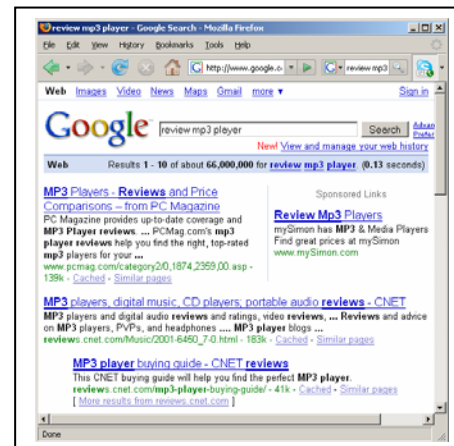 review mp3 player - Google Search - Mozilla Firefox
File Edit View History Bookmarks Tools Help
http://www.google.c review mp3
Web Images Video News Maps Gmail more ▼ Sign in
Google review mp3 player Search
New! View and manage your web history
Web Results 1 - 10 of about 66,000,000 for review mp3 player. (0.13 seconds)
MP3 Players - Reviews and Price
Comparisons – from PC Magazine
PC Magazine provides up-to-date coverage and
MP3 Player reviews. ... PCMag.com's mp3
player reviews help you find the right, top-rated
mp3 players for your ...
www.pcmag.com/category2/0,1874,2359,00.asp -
139k - Cached - Similar pages
Sponsored Links
Review Mp3 Players
mySimon has MP3 & Media Players
Find great prices at mySimon
www.mySimon.com
MP3 players, digital music, CD players; portable audio reviews - CNET
MP3 players and digital audio reviews and ratings, video reviews, ... Reviews and advice
on MP3 players, PVPs, and headphones .... MP3 player blogs ...
reviews.cnet.com/Music/2001-6450_7-0.html - 183k - Cached - Similar pages
MP3 player buying guide - CNET reviews
This CNET buying guide will help you find the perfect MP3 player.
reviews.cnet.com/mp3-player-buying-guide/ - 41k - Cached - Similar pages
[ More results from reviews.cnet.com ]
Done